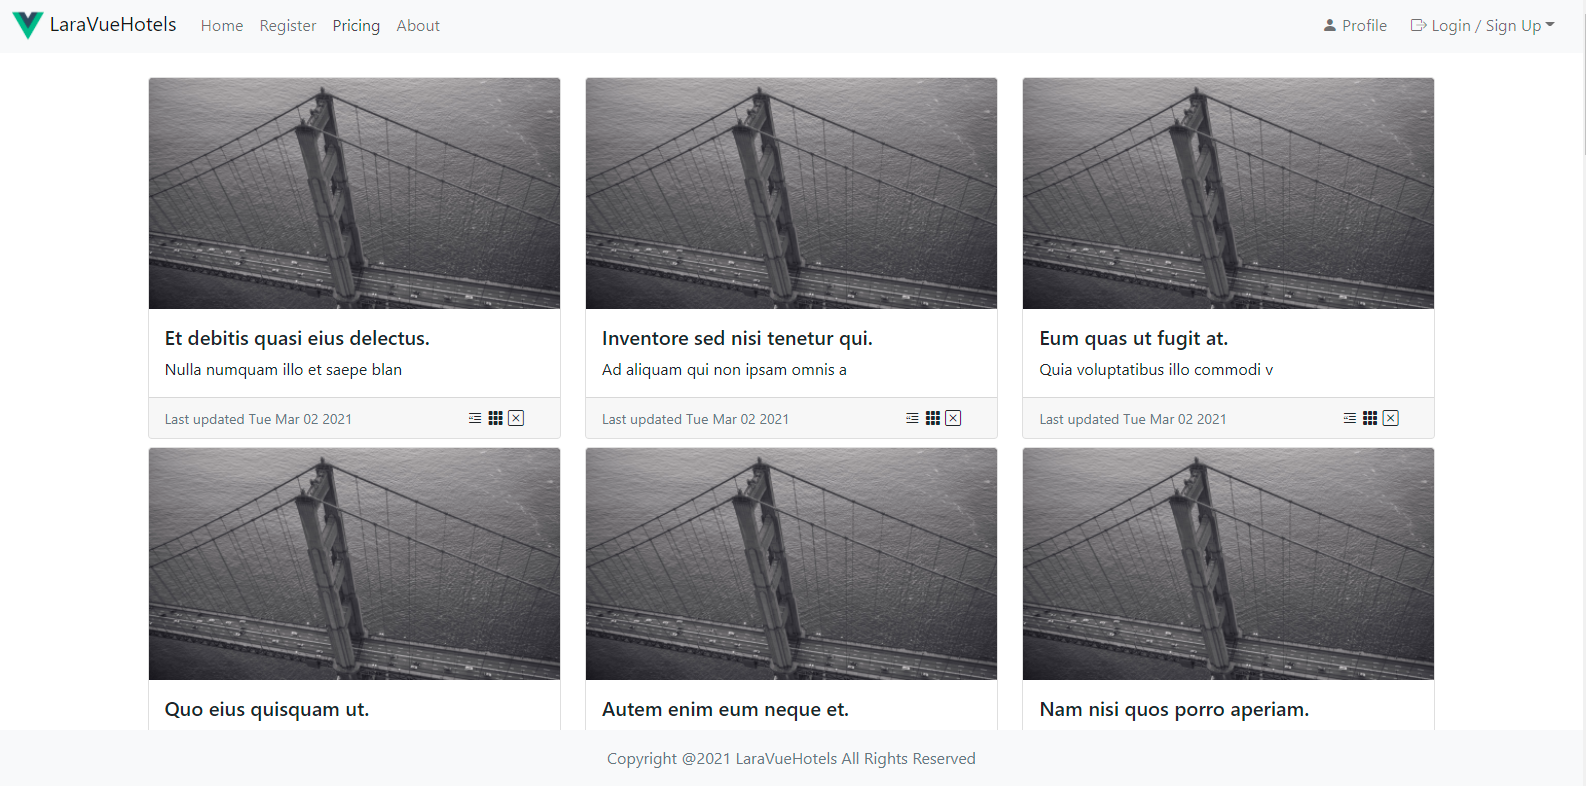 LaraVueHotels Home Register Pricing About Profile Login / Sign Up
Et debitis quasi eius delectus.
Nulla numquam illo et saepe blan
Last updated Tue Mar 02 2021
Inventore sed nisi tenetur qui.
Ad aliquam qui non ipsam omnis a
Last updated Tue Mar 02 2021
Eum quas ut fugit at.
Quia voluptatibus illo commodi v
Last updated Tue Mar 02 2021
Quo eius quisquam ut.
Autem enim eum neque et.
Nam nisi quos porro aperiam.
Copyright @2021 LaraVueHotels All Rights Reserved